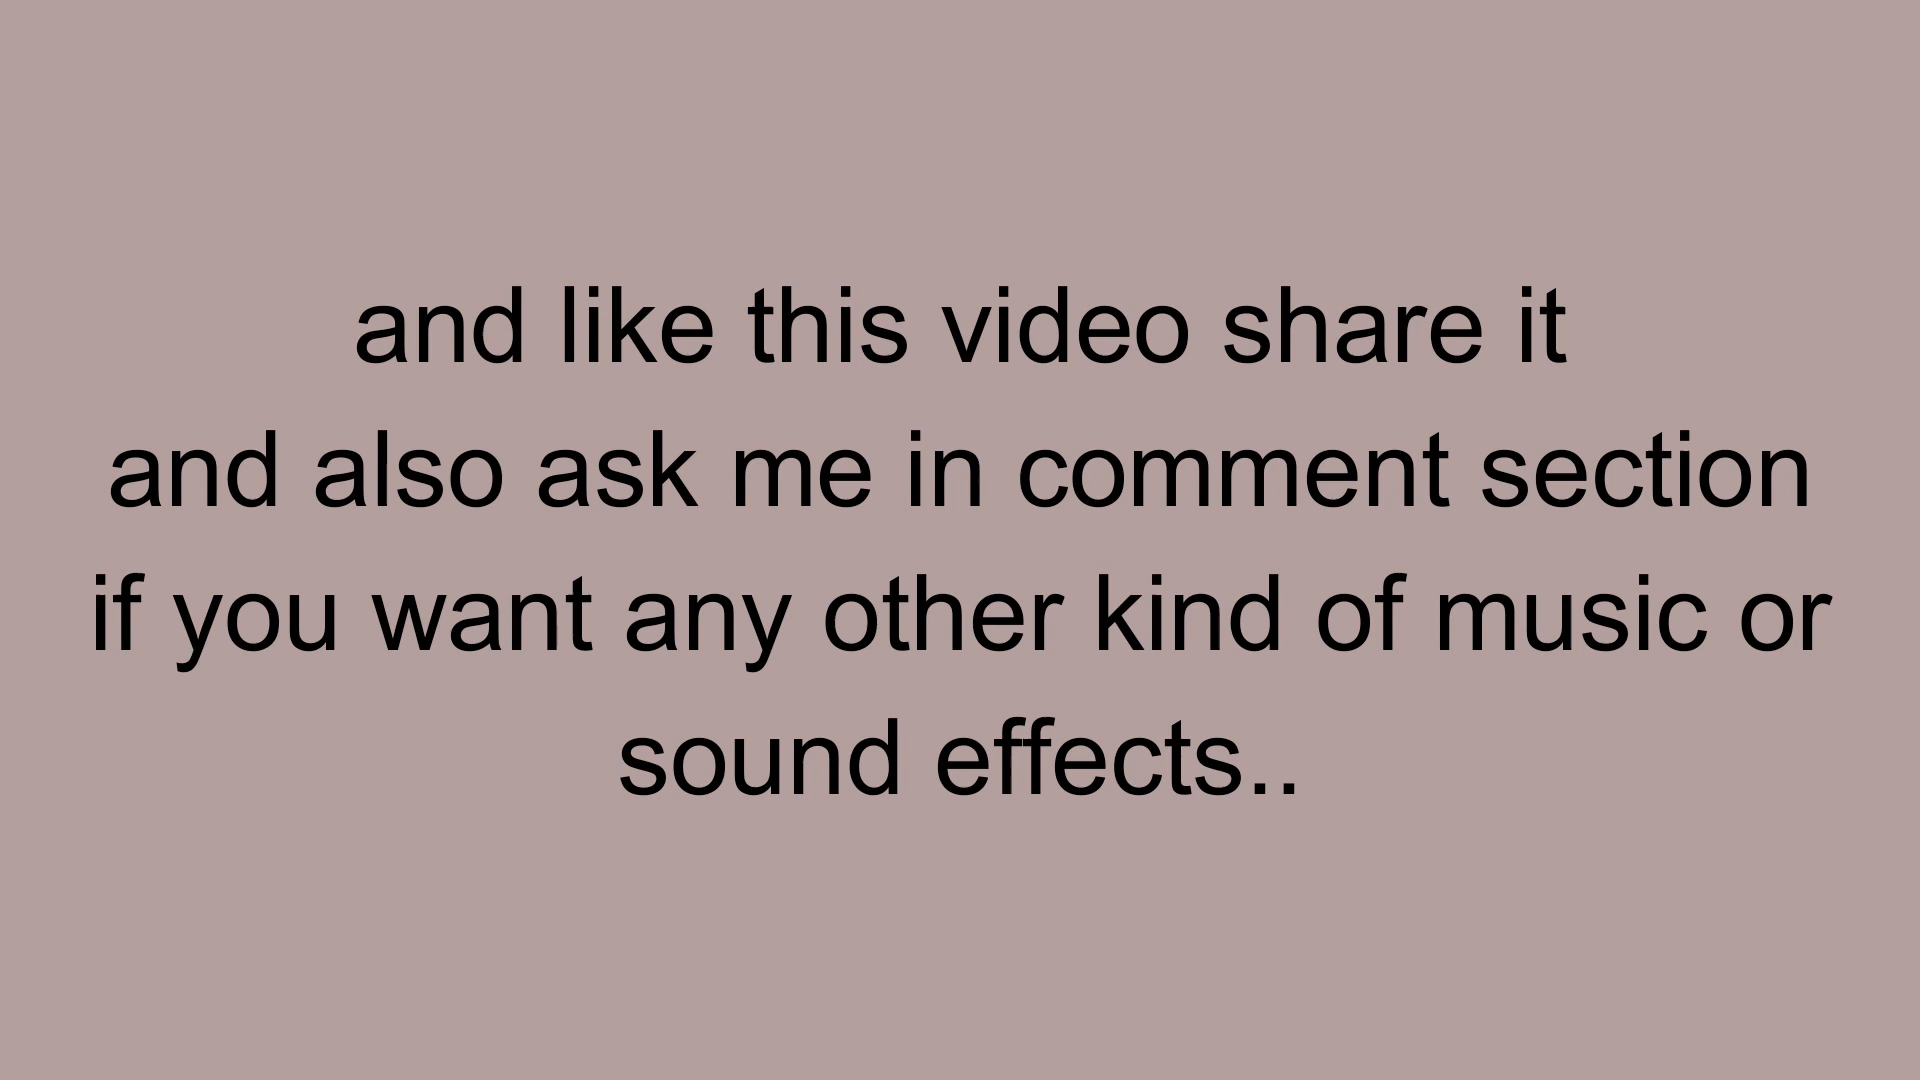 and like this video share it
and also ask me in comment section
if you want any other kind of music or
sound effects..